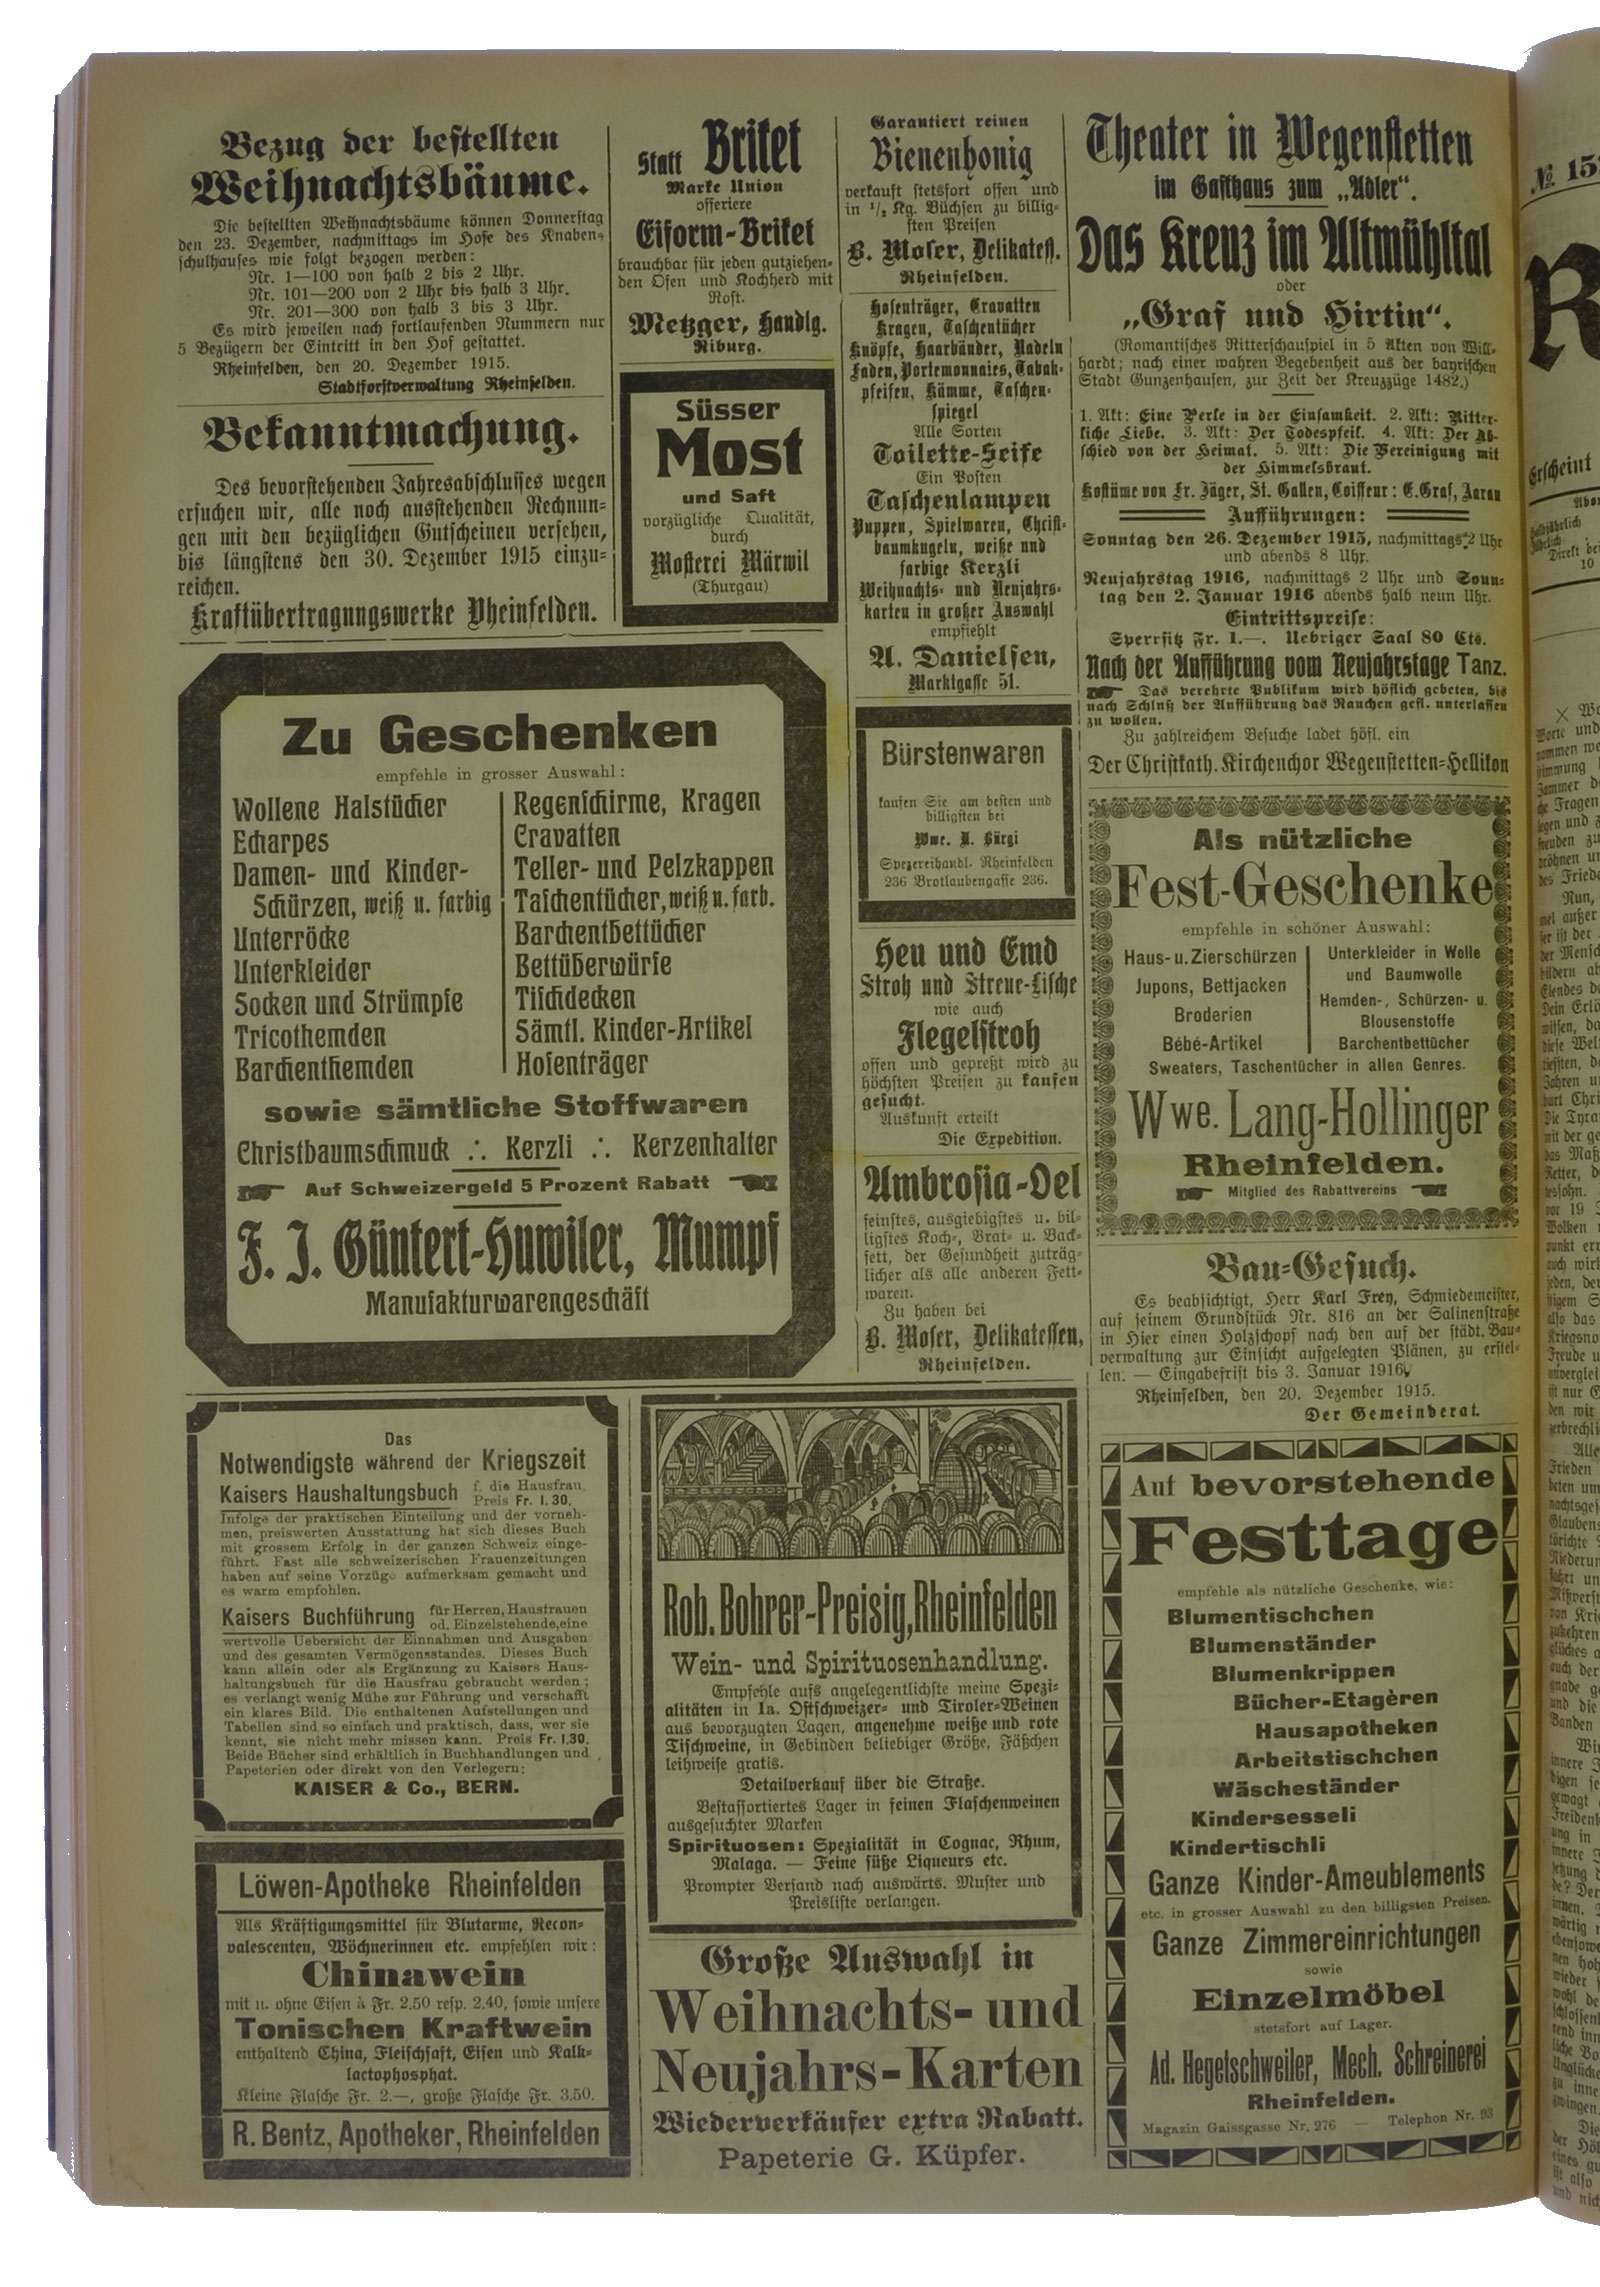 Bezug der bestellten
Weihnachtsbäume.
Die bestellten Weihnachtsbäume können Donnerstag
den 23. Dezember, nachmittags im Hofe des Knaben-
schulhauses wie folgt bezogen werden:
Nr. 1—100 von halb 2 bis 2 Uhr.
Nr. 101—200 von 2 Uhr bis halb 3 Uhr.
Nr. 201—300 von halb 3 bis 3 Uhr.
Es wird jeweilen nach fortlaufenden Nummern nur
5 Bezügern der Eintritt in den Hof gestattet.
Rheinfelden, den 20. Dezember 1915.
Stadtforstverwaltung Rheinfelden.
Bekanntmachung.
Des bevorstehenden Jahresabschlusses wegen
ersuchen wir, alle noch ausstehenden Rechnun-
gen mit den bezüglichen Gutscheinen versehen,
bis längstens den 30. Dezember 1915 einzu-
reichen.
Kraftübertragungswerke Rheinfelden.
Statt Briket
Marke Union
offeriere
Eiform-Briket
brauchbar für jeden gutziehen-
den Ofen und Kochherd mit
Rost.
Metzger, Handlg.
Riburg.
Süsser
Most
und Saft
vorzügliche Qualität,
durch
Mosterei Märwil
(Thurgau)
Garantiert reinen
Bienenhonig
verkauft stetsfort offen und
in 1/2 Kg. Büchsen zu billig-
sten Preisen
B. Moser, Delikatess.
Rheinfelden.
Hosenträger, Cravatten
Kragen, Taschentücher
Knöpfe, Haarbänder, Nadeln
Faden, Portemonnaies, Tabak-
pfeifen, Kämme, Taschen-
spiegel
Alle Sorten
Toilette-Seife
Ein Posten
Taschenlampen
Puppen, Spielwaren, Christ-
baumkugeln, weiße und
farbige Kerzli
Weihnachts- und Neujahrs-
karten in großer Auswahl
empfiehlt
A. Danielsen,
Marktgasse 51.
Theater in Wegenstetten
im Gasthaus zum „Adler“.
Das Kreuz im Altmühltal
oder
„Graf und Hirtin“.
(Romantisches Ritterschauspiel in 5 Akten von Will-
hardt; nach einer wahren Begebenheit aus der bayrischen
Stadt Gunzenhausen, zur Zeit der Kreuzzüge 1482.)
1. Akt: Eine Perle in der Einsamkeit. 2. Akt: Ritter-
liche Liebe. 3. Akt: Der Todespfeil. 4. Akt: Der Ab-
schied von der Heimat. 5. Akt: Die Vereinigung mit
der Himmelsbraut.
Kostüme von Fr. Jäger, St. Gallen, Coiffeur: E. Graf, Aarau
Aufführungen:
Sonntag den 26. Dezember 1915, nachmittags 2 Uhr
und abends 8 Uhr.
Neujahrstag 1916, nachmittags 2 Uhr und Sonn-
tag den 2. Januar 1916 abends halb neun Uhr.
Eintrittspreise:
Sperrsitz Fr. 1.—. Uebriger Saal 80 Cts.
Nach der Aufführung vom Neujahrstage Tanz.
Das verehrte Publikum wird höflich gebeten, bis
nach Schluß der Aufführung das Rauchen gefl. unterlassen
zu wollen.
Zu zahlreichem Besuche ladet höfl. ein
Der Christkath. Kirchenchor Wegenstetten-Hellikon
Zu Geschenken
empfehle in grosser Auswahl:
Wollene Halstücher
Echarpes
Damen- und Kinder-
Schürzen, weiß u. farbig
Unterröcke
Unterkleider
Socken und Strümpfe
Tricothemden
Barchenthemden
Regenschirme, Kragen
Cravatten
Teller- und Pelzkappen
Taschentücher, weiß u. farb.
Barchentbettücher
Bettüberwürfe
Tischdecken
Sämtl. Kinder-Artikel
Hosenträger
sowie sämtliche Stoffwaren
Christbaumschmuck ∴ Kerzli ∴ Kerzenhalter
Auf Schweizergeld 5 Prozent Rabatt
F. J. Güntert-Huwiler, Mumpf
Manufakturwarengeschäft
Bürstenwaren
kaufen Sie am besten und
billigsten bei
Wwe. A. Bürgi
Spezereihandl. Rheinfelden
236 Brotlaubengasse 236.
Heu und Emd
Stroh und Streue-Lische
wie auch
Flegelstroh
offen und gepreßt wird zu
höchsten Preisen zu kaufen
gesucht.
Auskunft erteilt
Die Expedition.
Ambrosia-Oel
feinstes, ausgiebigstes u. bil-
ligstes Koch-, Brat- u. Back-
fett, der Gesundheit zuträg-
licher als alle anderen Fett-
waren.
Zu haben bei
B. Moser, Delikatessen,
Rheinfelden.
Als nützliche
Fest-Geschenke
empfehle in schöner Auswahl:
Haus- u. Zierschürzen
Jupons, Bettjacken
Broderien
Bébé-Artikel
Unterkleider in Wolle
und Baumwolle
Hemden-, Schürzen- u.
Blousenstoffe
Barchentbettücher
Sweaters, Taschentücher in allen Genres.
Wwe. Lang-Hollinger
Rheinfelden.
Mitglied des Rabattvereins
Bau-Gesuch.
Es beabsichtigt, Herr Karl Frey, Schmiedemeister,
auf seinem Grundstück Nr. 816 an der Salinenstraße
in Hier einen Holzschopf nach den auf der städt. Bau-
verwaltung zur Einsicht aufgelegten Plänen, zu erstel-
len. — Eingabefrist bis 3. Januar 1916.
Rheinfelden, den 20. Dezember 1915.
Der Gemeinderat.
Das
Notwendigste während der Kriegszeit
Kaisers Haushaltungsbuch f. die Hausfrau.
Preis Fr. 1.30.
Infolge der praktischen Einteilung und der vorneh-
men, preiswerten Ausstattung hat sich dieses Buch
mit grossem Erfolg in der ganzen Schweiz einge-
führt. Fast alle schweizerischen Frauenzeitungen
haben auf seine Vorzüge aufmerksam gemacht und
es warm empfohlen.
Kaisers Buchführung für Herren, Hausfrauen
od. Einzelstehende, eine
wertvolle Uebersicht der Einnahmen und Ausgaben
und des gesamten Vermögensstandes. Dieses Buch
kann allein oder als Ergänzung zu Kaisers Haus-
haltungsbuch für die Hausfrau gebraucht werden;
es verlangt wenig Mühe zur Führung und verschafft
ein klares Bild. Die enthaltenen Aufstellungen und
Tabellen sind so einfach und praktisch, dass, wer sie
kennt, sie nicht mehr missen kann. Preis Fr. 1.30.
Beide Bücher sind erhältlich in Buchhandlungen und
Papeterien oder direkt von den Verlegern:
KAISER & Co., BERN.
Löwen-Apotheke Rheinfelden
Als Kräftigungsmittel für Blutarme, Recon-
valescenten, Wöchnerinnen etc. empfehlen wir:
Chinawein
mit u. ohne Eisen à Fr. 2.50 resp. 2.40, sowie unsere
Tonischen Kraftwein
enthaltend China, Fleischsaft, Eisen und Kalk-
lactophosphat.
Kleine Flasche Fr. 2.—, große Flasche Fr. 3.50.
R. Bentz, Apotheker, Rheinfelden
Rob. Bohrer-Preisig, Rheinfelden
Wein- und Spirituosenhandlung.
Empfehle aufs angelegentlichste meine Spezi-
alitäten in Ia. Ostschweizer- und Tiroler-Weinen
aus bevorzugten Lagen, angenehme weiße und rote
Tischweine, in Gebinden beliebiger Größe, Fäßchen
leihweise gratis.
Detailverkauf über die Straße.
Bestassortiertes Lager in feinen Flaschenweinen
ausgesuchter Marken
Spirituosen: Spezialität in Cognac, Rhum,
Malaga. — Feine süße Liqueurs etc.
Prompter Versand nach auswärts. Muster und
Preisliste verlangen.
Große Auswahl in
Weihnachts- und
Neujahrs-Karten
Wiederverkäufer extra Rabatt.
Papeterie G. Küpfer.
Auf bevorstehende
Festtage
empfehle als nützliche Geschenke, wie:
Blumentischchen
Blumenständer
Blumenkrippen
Bücher-Etagèren
Hausapotheken
Arbeitstischchen
Wäscheständer
Kindersesseli
Kindertischli
Ganze Kinder-Ameublements
etc. in grosser Auswahl zu den billigsten Preisen.
Ganze Zimmereinrichtungen
sowie
Einzelmöbel
stetsfort auf Lager.
Ad. Hegetschweiler, Mech. Schreinerei
Rheinfelden.
Magazin Gaissgasse Nr. 276 — Telephon Nr. 93
Erscheint